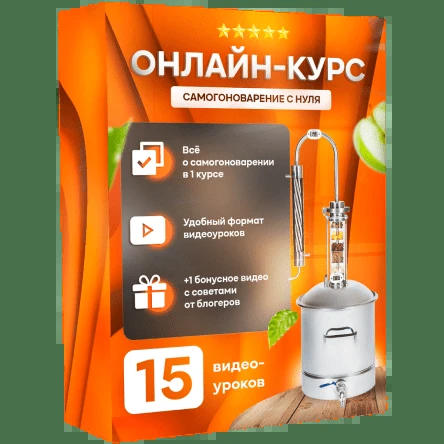 ОНЛАЙН-КУРС
САМОГОНОВАРЕНИЕ С НУЛЯ
Всё
о самогоноварении
в 1 курсе
Удобный формат
видеоуроков
+1 бонусное видео
с советами
от блогеров
15
видео-
уроков